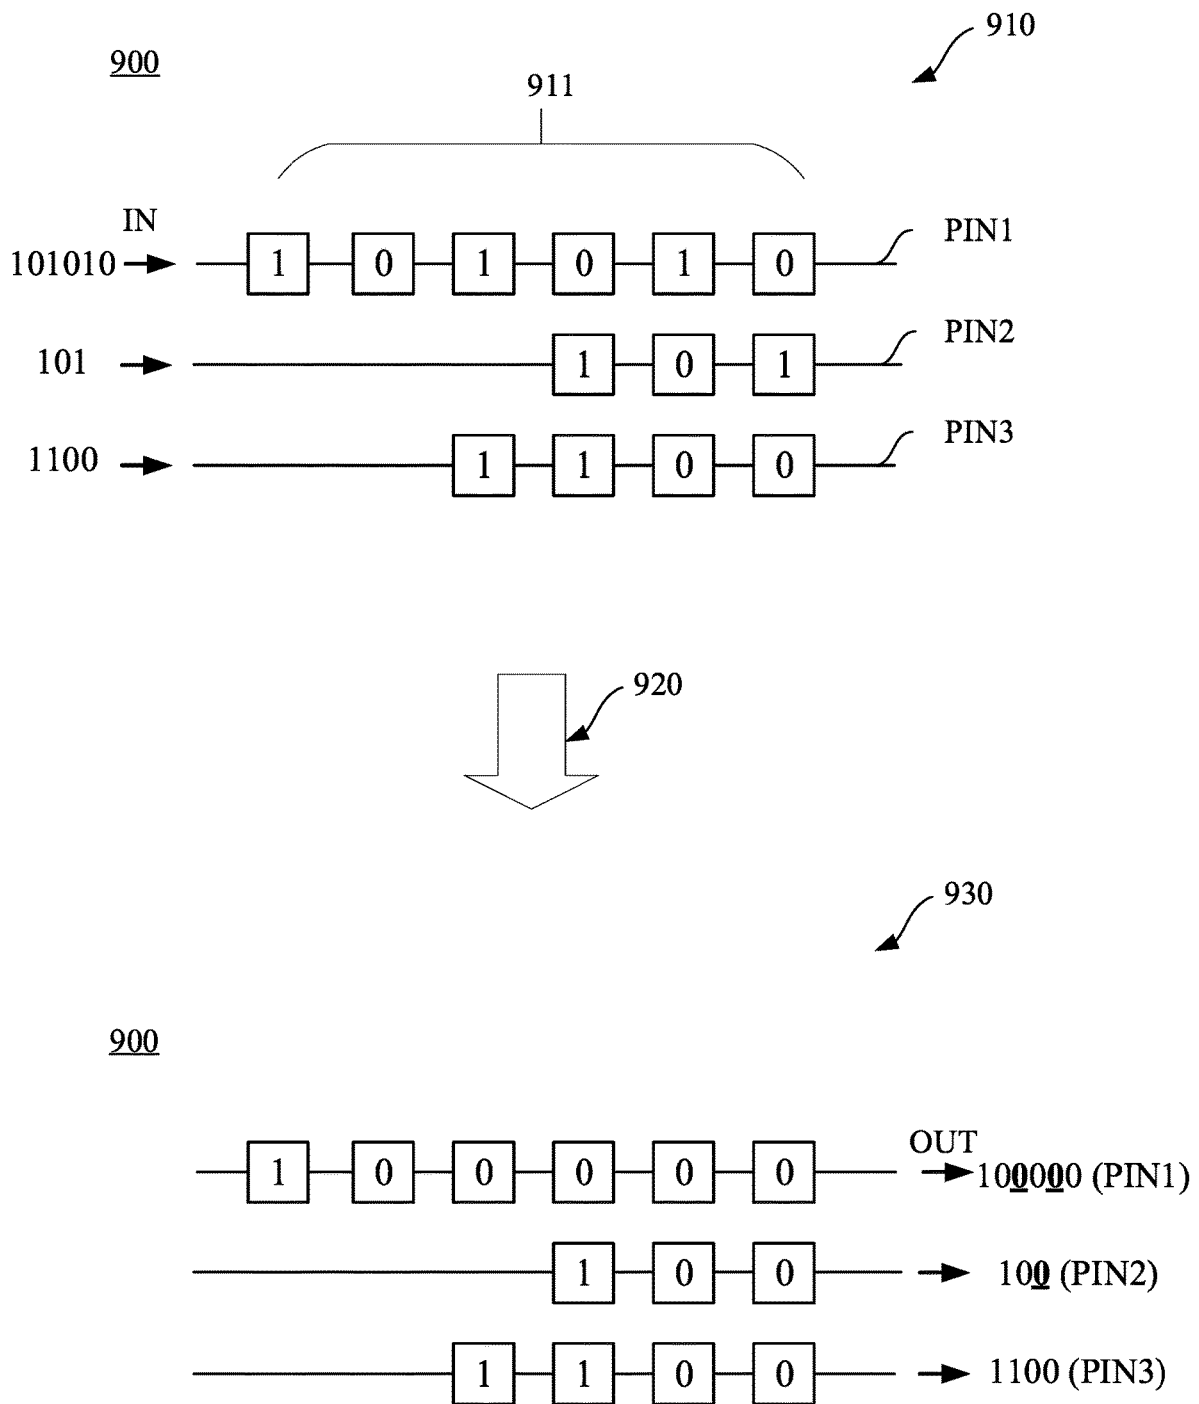 910
900
911
IN
101010 1 0 1 0 1 0 PIN1
101 1 0 1 PIN2
1100 1 1 0 0 PIN3
920
930
900
OUT
1 0 0 0 0 0 100000 (PIN1)
1 0 0 100 (PIN2)
1 1 0 0 1100 (PIN3)